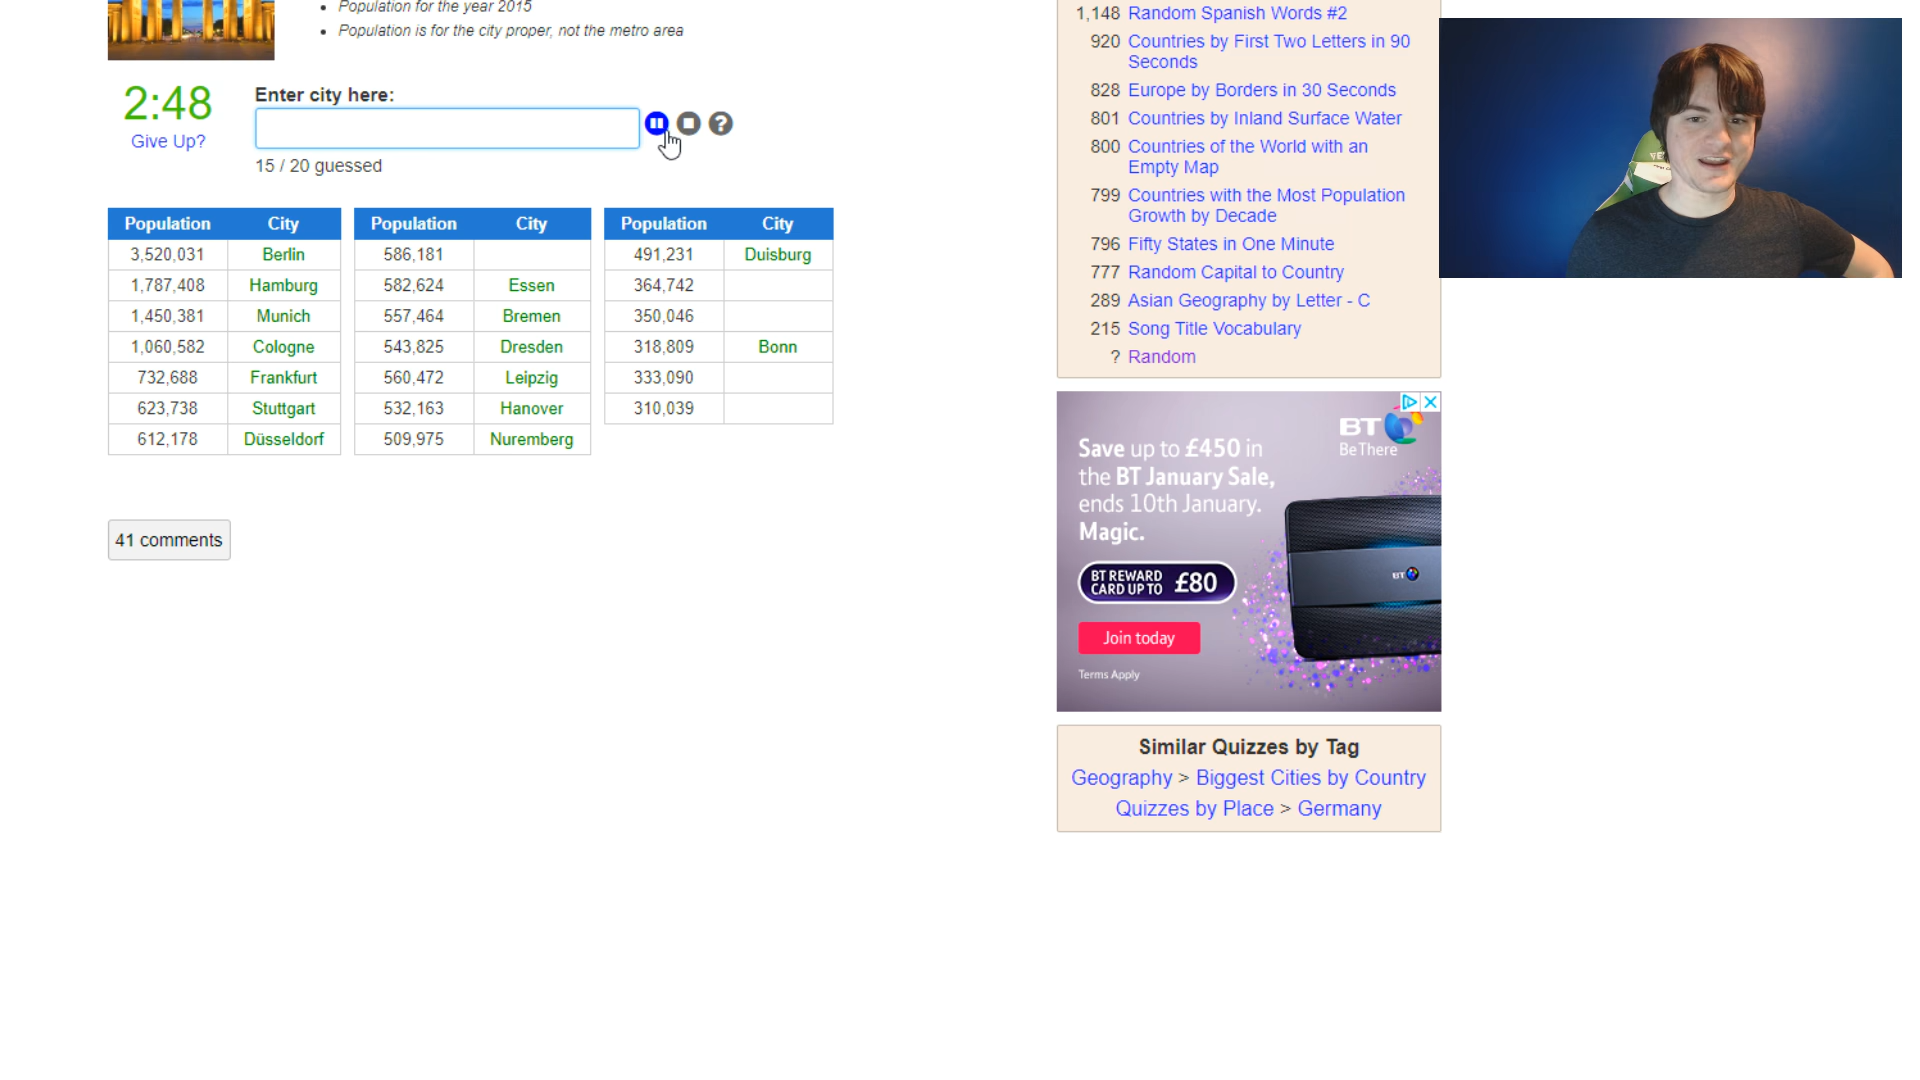 Population for the year 2015
Population is for the city proper, not the metro area
2:48
Give Up?
Enter city here:
15 / 20 guessed
Population City
3,520,031 Berlin
1,787,408 Hamburg
1,450,381 Munich
1,060,582 Cologne
732,688 Frankfurt
623,738 Stuttgart
612,178 Düsseldorf
Population City
586,181
582,624 Essen
557,464 Bremen
543,825 Dresden
560,472 Leipzig
532,163 Hanover
509,975 Nuremberg
Population City
491,231 Duisburg
364,742
350,046
318,809 Bonn
333,090
310,039
41 comments
1,148 Random Spanish Words #2
920 Countries by First Two Letters in 90
Seconds
828 Europe by Borders in 30 Seconds
801 Countries by Inland Surface Water
800 Countries of the World with an
Empty Map
799 Countries with the Most Population
Growth by Decade
796 Fifty States in One Minute
777 Random Capital to Country
289 Asian Geography by Letter - C
215 Song Title Vocabulary
? Random
BT
Be There
Save up to £450 in
the BT January Sale,
ends 10th January.
Magic.
BT REWARD
CARD UP TO £80
BT
Join today
Terms Apply
Similar Quizzes by Tag
Geography > Biggest Cities by Country
Quizzes by Place > Germany